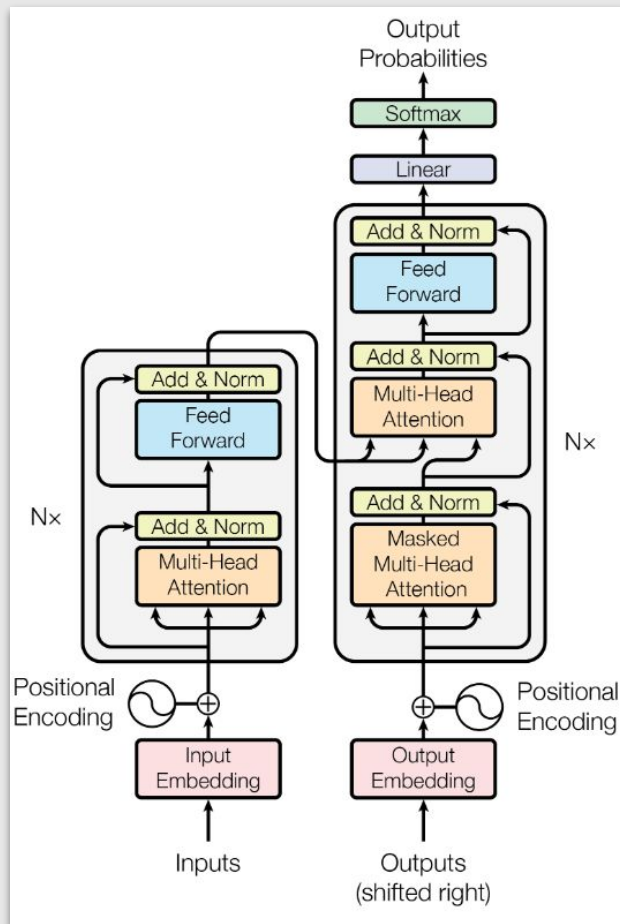 Output
Probabilities
Softmax
Linear
Add & Norm
Feed
Forward
Add & Norm
Multi-Head
Attention
Add & Norm
Masked
Multi-Head
Attention
Nx
Positional
Encoding
Output
Embedding
Outputs
(shifted right)
Add & Norm
Feed
Forward
Add & Norm
Multi-Head
Attention
Nx
Positional
Encoding
Input
Embedding
Inputs